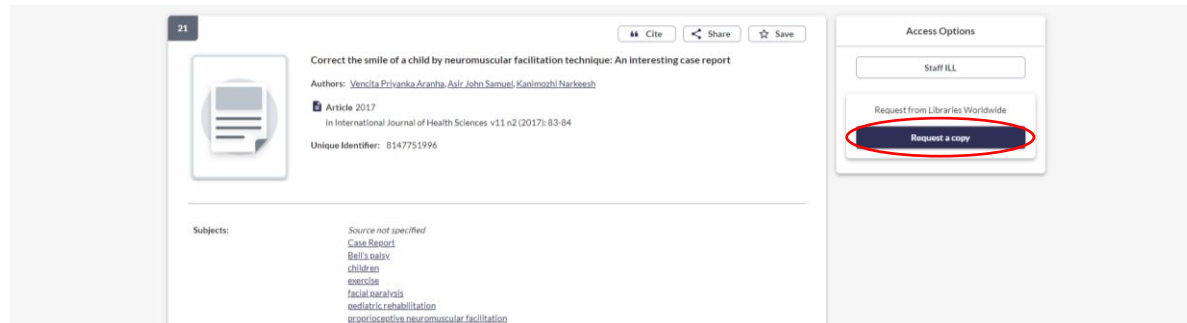 21
Cite
Share
Save
Correct the smile of a child by neuromuscular facilitation technique: An interesting case report
Authors: Vencita Priyanka Aranha, Asir John Samuel, Kanimozhi Narkeesh
Article 2017
in International Journal of Health Sciences v11 n2 (2017): 83-84
Unique Identifier: 8147751996
Subjects:
Source not specified
Case Report
Bell's palsy
children
exercise
facial paralysis
pediatric rehabilitation
proprioceptive neuromuscular facilitation
Access Options
Staff ILL
Request from Libraries Worldwide
Request a copy